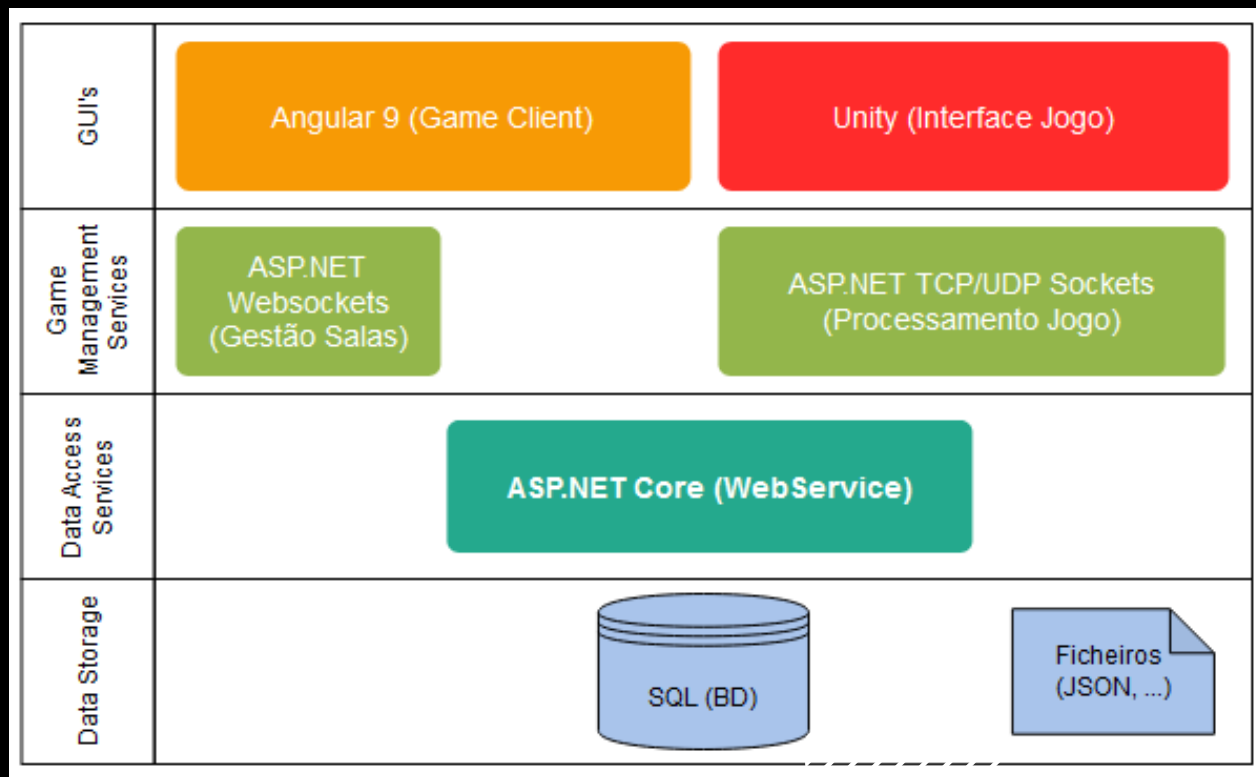 GUI's
Angular 9 (Game Client)
Unity (Interface Jogo)
Game
Management
Services
ASP.NET
Websockets
(Gestão Salas)
ASP.NET TCP/UDP Sockets
(Processamento Jogo)
Data Access
Services
ASP.NET Core (WebService)
Data Storage
SQL (BD)
Ficheiros
(JSON, ...)